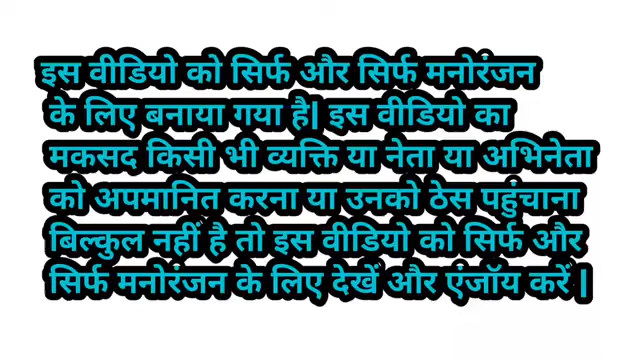 इस वीडियो को सिर्फ और सिर्फ मनोरंजन
के लिए बनाया गया है| इस वीडियो का
मकसद किसी भी व्यक्ति या नेता या अभिनेता
को अपमानित करना या उनको ठेस पहुंचाना
बिल्कुल नहीं है तो इस वीडियो को सिर्फ और
सिर्फ मनोरंजन के लिए देखें और एंजॉय करें |